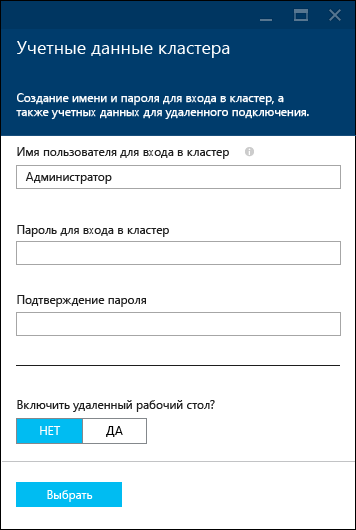 Учетные данные кластера
Создание имени и пароля для входа в кластер, а
также учетных данных для удаленного подключения.
Имя пользователя для входа в кластер
Администратор
Пароль для входа в кластер
Подтверждение пароля
Включить удаленный рабочий стол?
НЕТ ДА
Выбрать